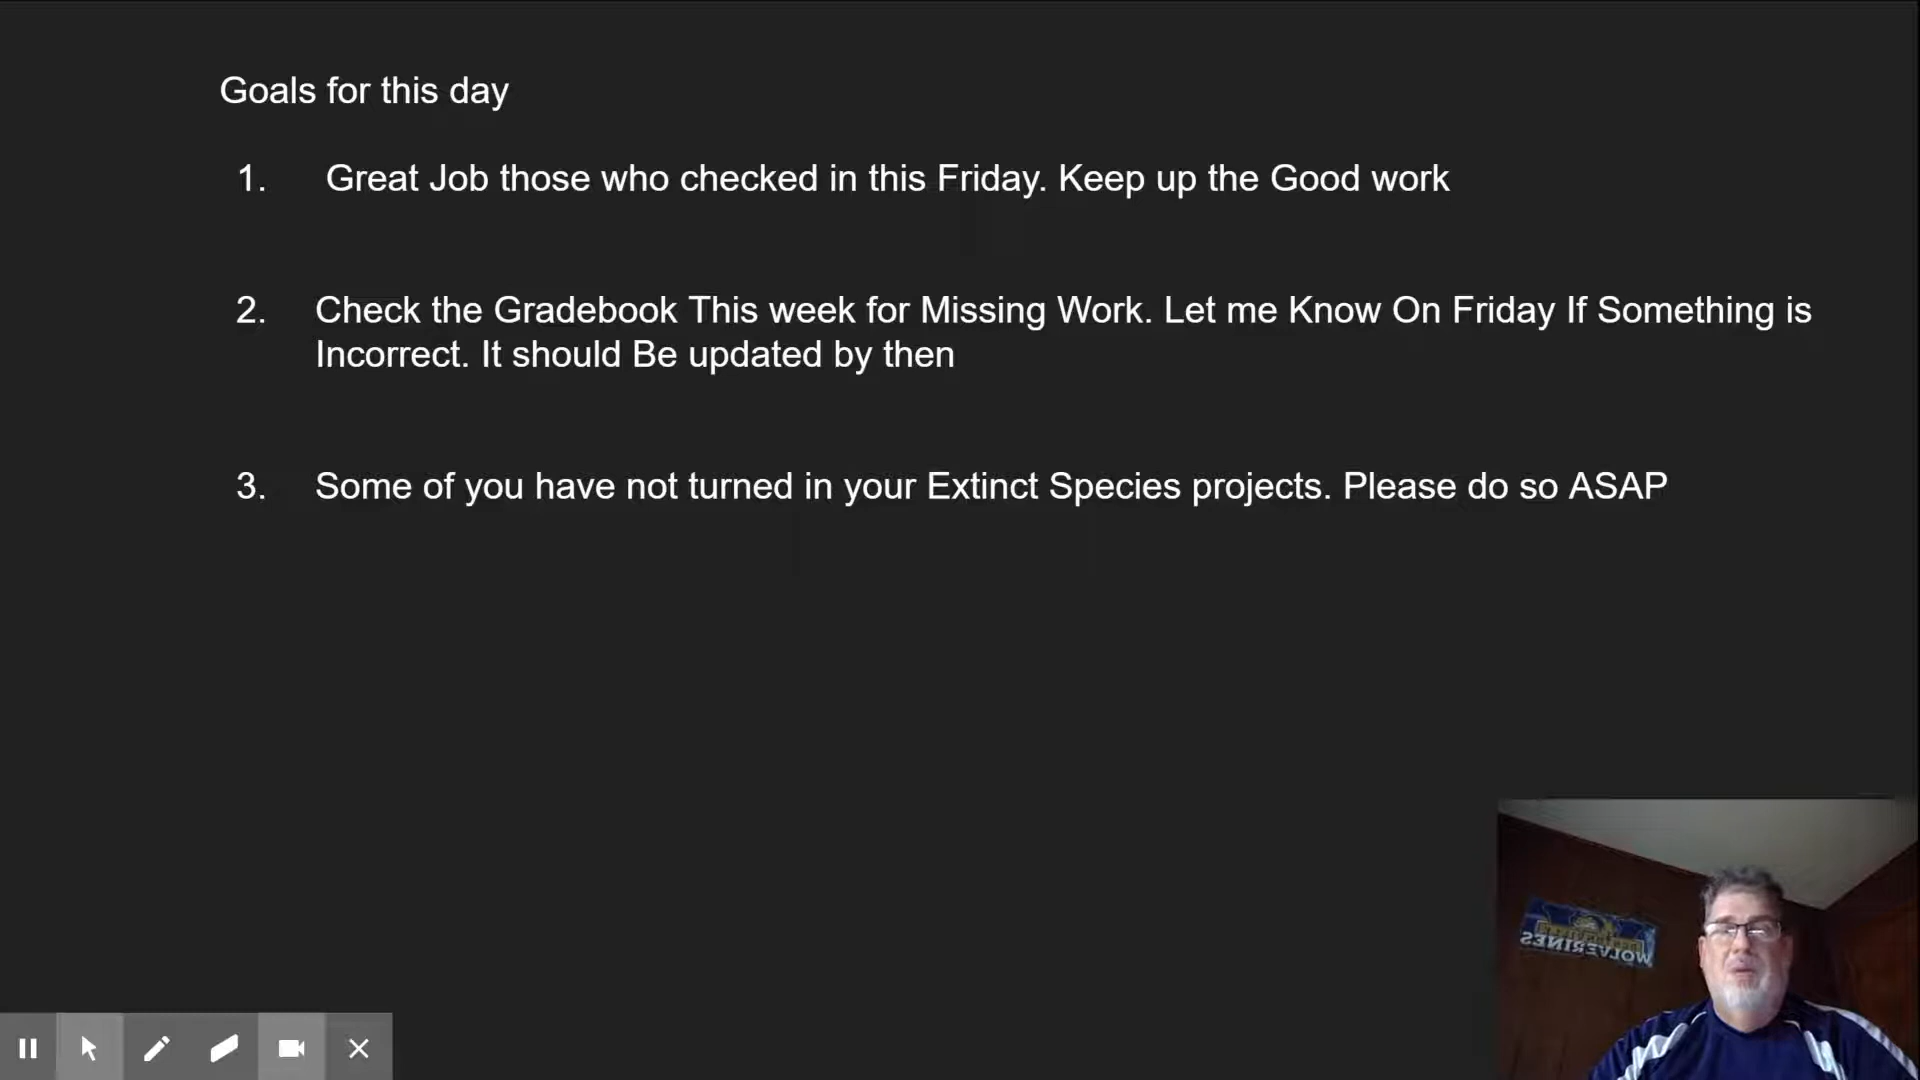 Goals for this day
1. Great Job those who checked in this Friday. Keep up the Good work
2. Check the Gradebook This week for Missing Work. Let me Know On Friday If Something is
Incorrect. It should Be updated by then
3. Some of you have not turned in your Extinct Species projects. Please do so ASAP
WOLVERINES